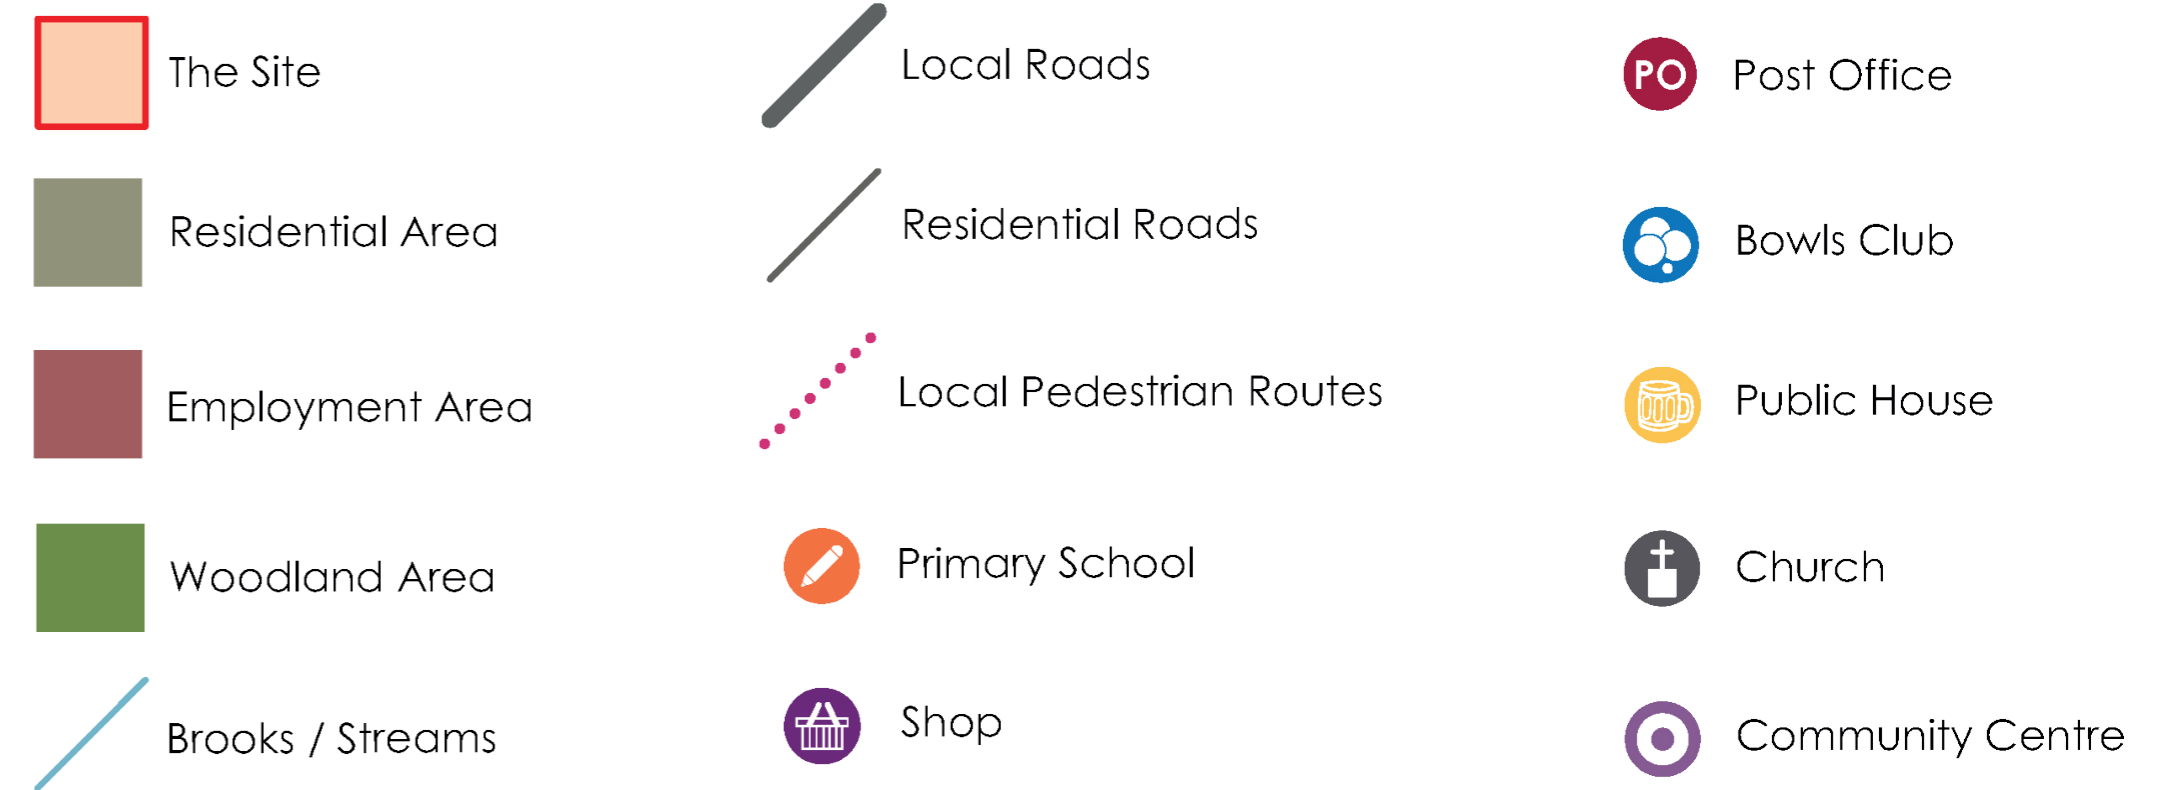 The Site
Residential Area
Employment Area
Woodland Area
Brooks / Streams
Local Roads
Residential Roads
Local Pedestrian Routes
Primary School
Shop
PO Post Office
Bowls Club
Public House
Church
Community Centre